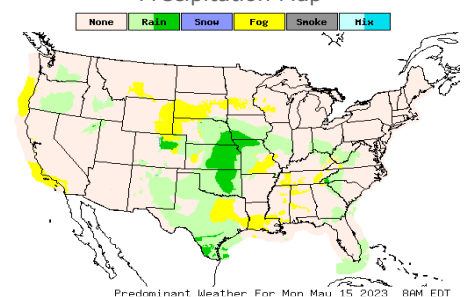 Precipitation Map
None Rain Snow Fog Smoke Mix
Predominant Weather For Mon May 15 2023 8AM EDT